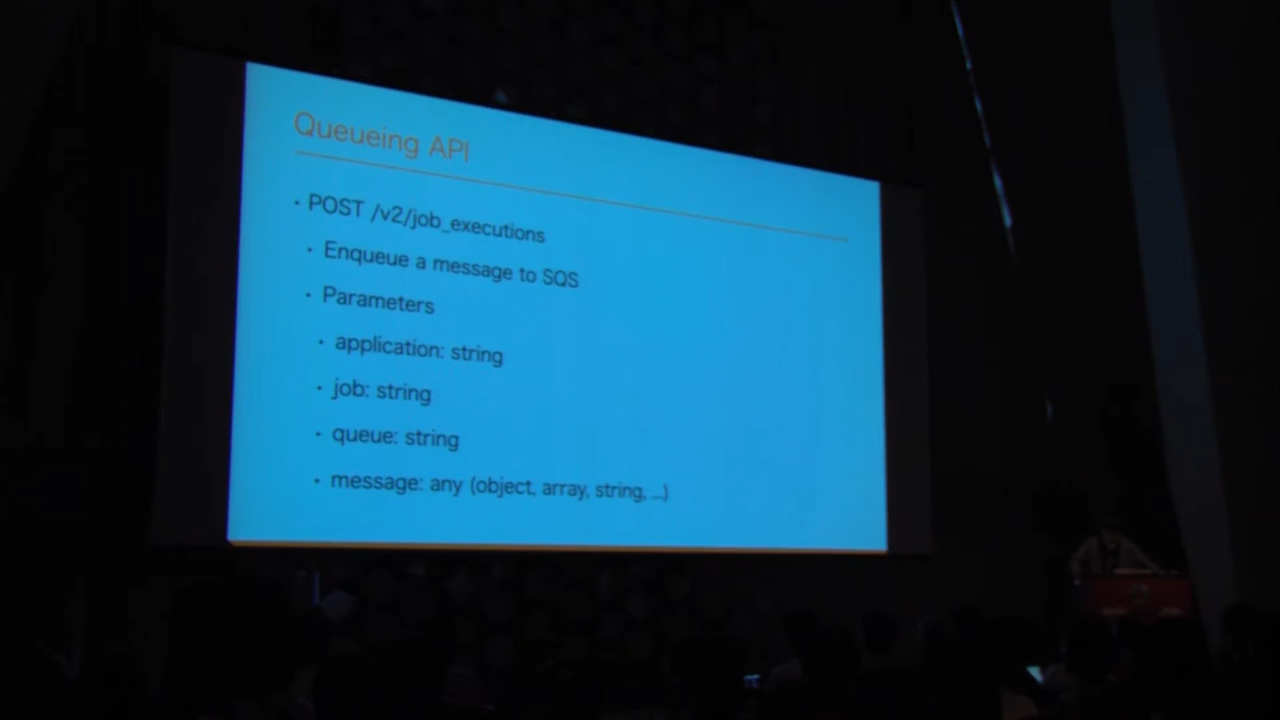 Queueing API
・POST /v2/job_executions
・Enqueue a message to SQS
・Parameters
・application: string
・job: string
・queue: string
・message: any (object, array, string, ...)